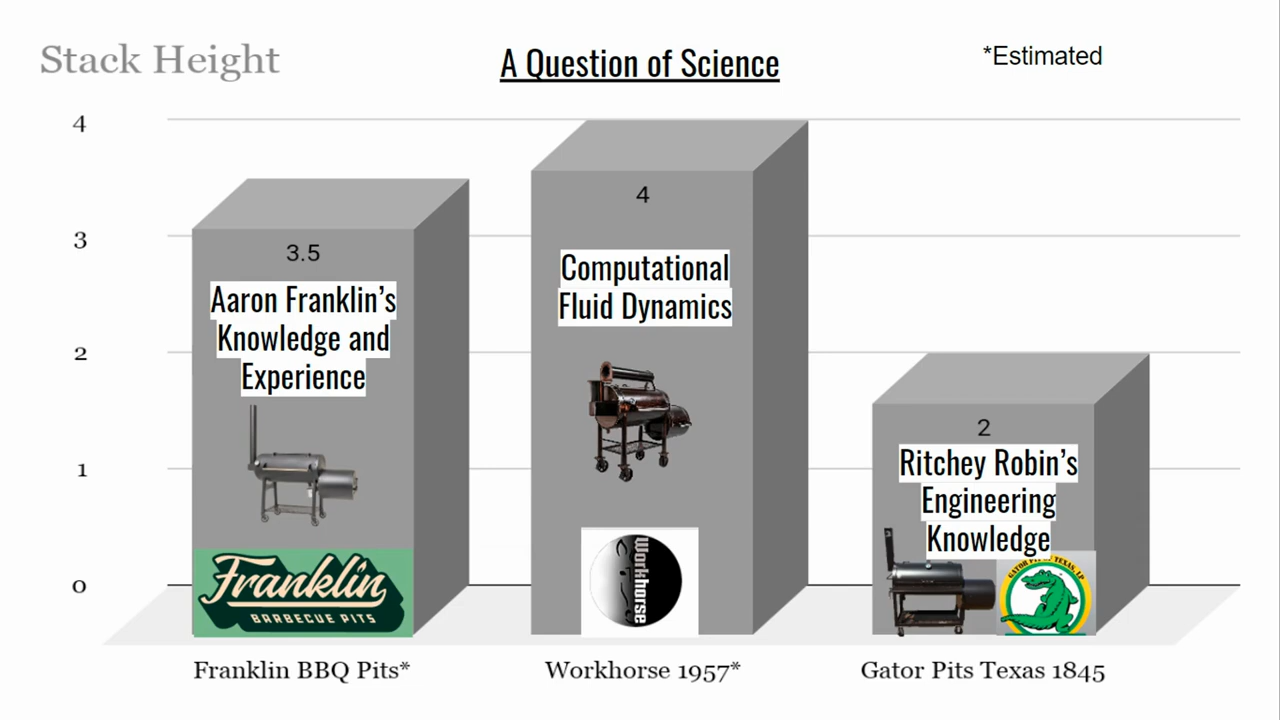 Stack Height
A Question of Science
*Estimated
4
3
2
1
0
3.5
Aaron Franklin's
Knowledge and
Experience
Franklin
BARBECUE PITS
4
Computational
Fluid Dynamics
Workhorse
2
Ritchey Robin's
Engineering
Knowledge
Franklin BBQ Pits*
Workhorse 1957*
Gator Pits Texas 1845